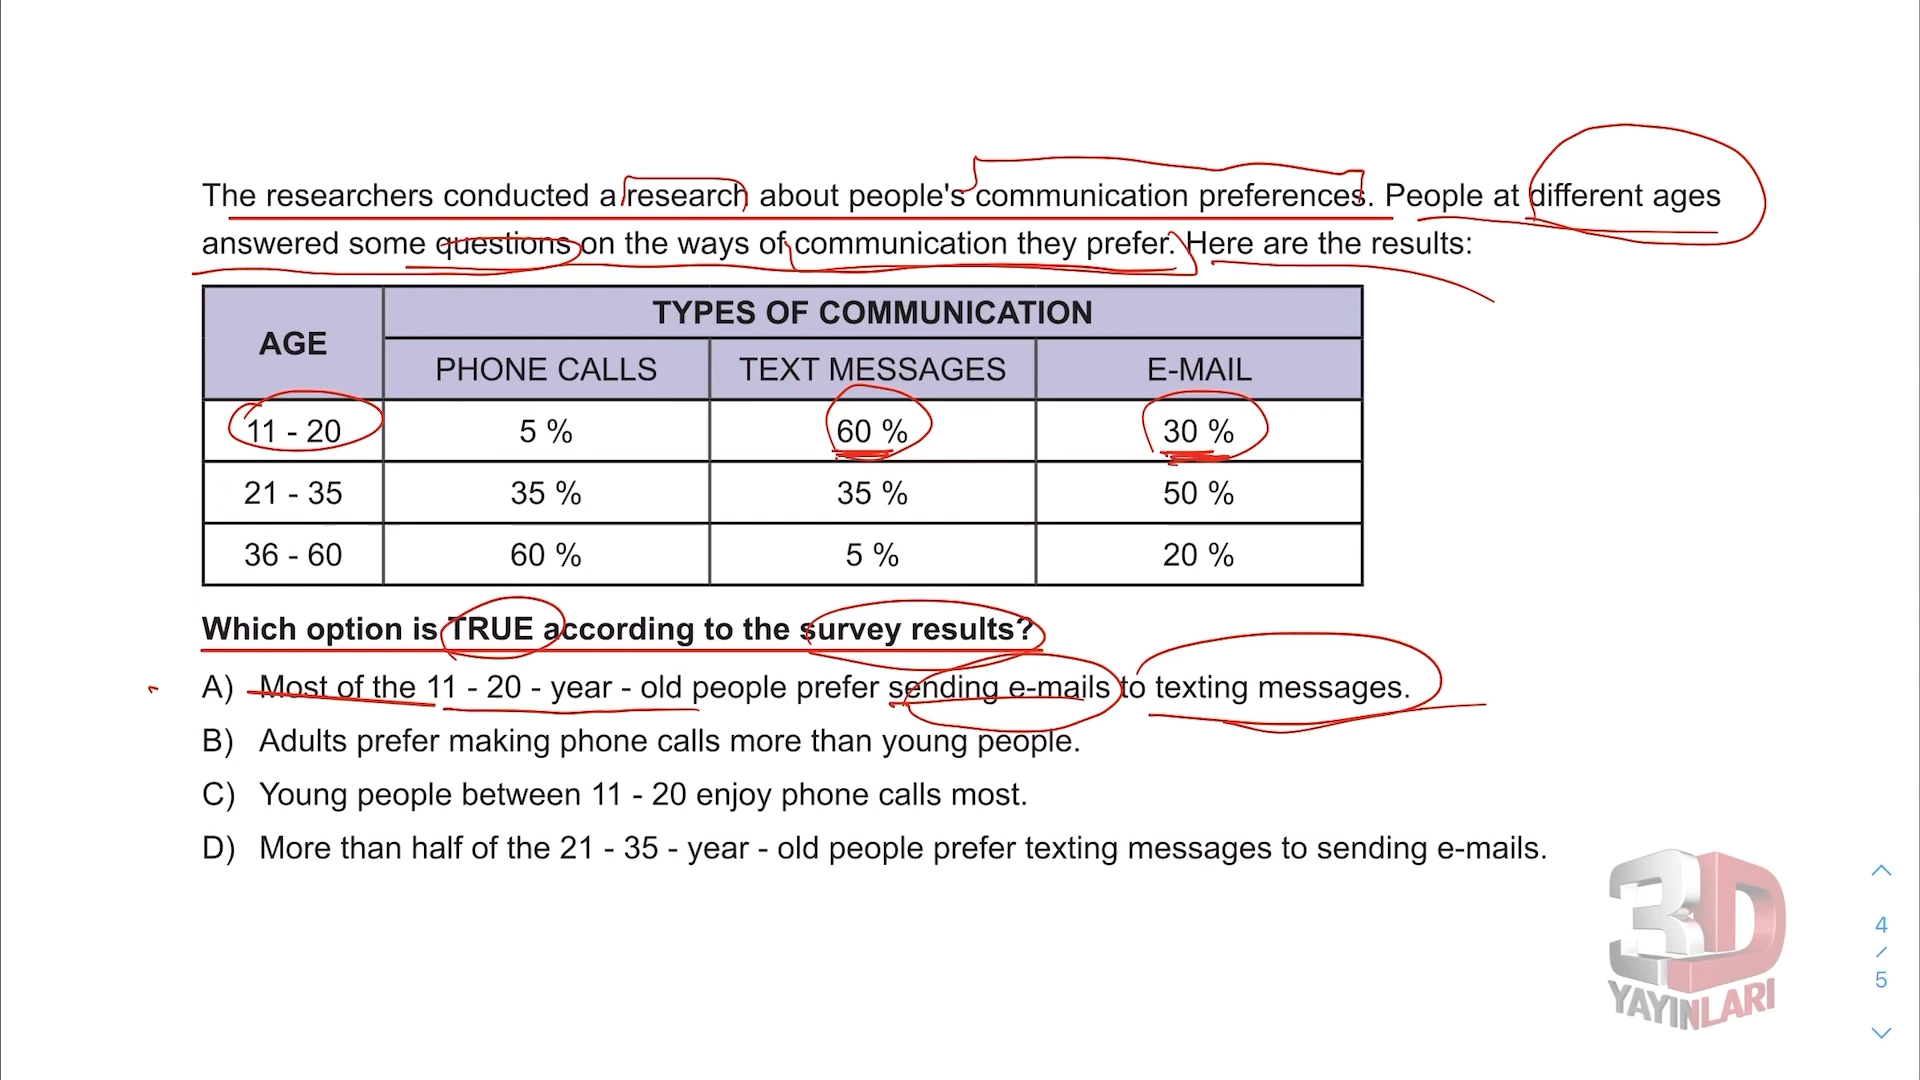 The researchers conducted a research about people's communication preferences. People at different ages
answered some questions on the ways of communication they prefer. Here are the results:
AGE
TYPES OF COMMUNICATION
PHONE CALLS TEXT MESSAGES E-MAIL
11 - 20 5 % 60 % 30 %
21 - 35 35 % 35 % 50 %
36 - 60 60 % 5 % 20 %
Which option is TRUE according to the survey results?
A) Most of the 11 - 20 - year - old people prefer sending e-mails to texting messages.
B) Adults prefer making phone calls more than young people.
C) Young people between 11 - 20 enjoy phone calls most.
D) More than half of the 21 - 35 - year - old people prefer texting messages to sending e-mails.
3D
YAYINLARI
4
/
5